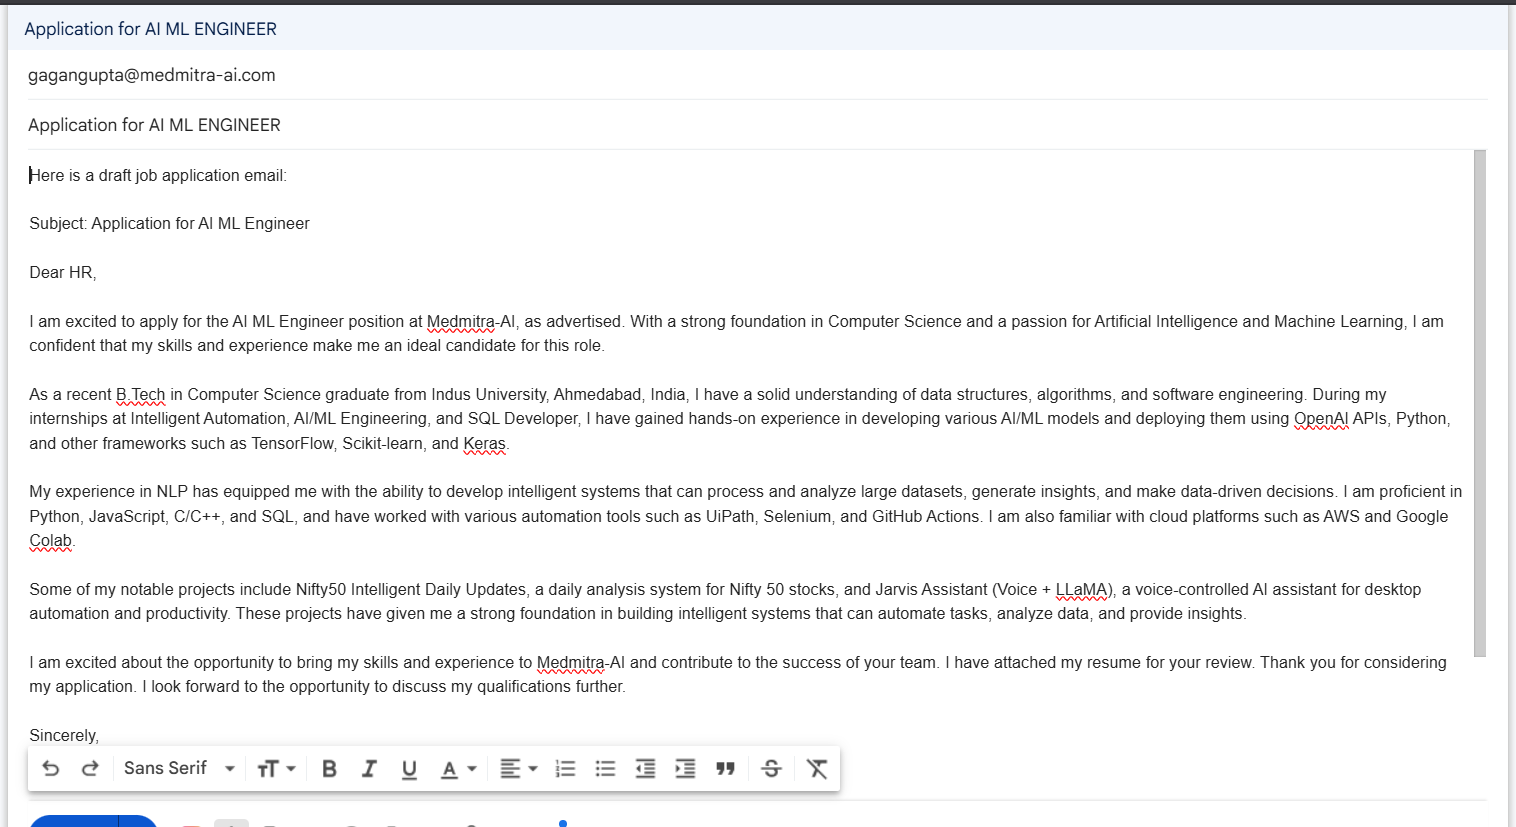 Application for AI ML ENGINEER
gagangupta@medmitra-ai.com
Application for AI ML ENGINEER
Here is a draft job application email:
Subject: Application for AI ML Engineer
Dear HR,
I am excited to apply for the AI ML Engineer position at Medmitra-AI, as advertised. With a strong foundation in Computer Science and a passion for Artificial Intelligence and Machine Learning, I am
confident that my skills and experience make me an ideal candidate for this role.
As a recent B.Tech in Computer Science graduate from Indus University, Ahmedabad, India, I have a solid understanding of data structures, algorithms, and software engineering. During my
internships at Intelligent Automation, AI/ML Engineering, and SQL Developer, I have gained hands-on experience in developing various AI/ML models and deploying them using OpenAI APIs, Python,
and other frameworks such as TensorFlow, Scikit-learn, and Keras.
My experience in NLP has equipped me with the ability to develop intelligent systems that can process and analyze large datasets, generate insights, and make data-driven decisions. I am proficient in
Python, JavaScript, C/C++, and SQL, and have worked with various automation tools such as UiPath, Selenium, and GitHub Actions. I am also familiar with cloud platforms such as AWS and Google
Colab.
Some of my notable projects include Nifty50 Intelligent Daily Updates, a daily analysis system for Nifty 50 stocks, and Jarvis Assistant (Voice + LLaMA), a voice-controlled AI assistant for desktop
automation and productivity. These projects have given me a strong foundation in building intelligent systems that can automate tasks, analyze data, and provide insights.
I am excited about the opportunity to bring my skills and experience to Medmitra-AI and contribute to the success of your team. I have attached my resume for your review. Thank you for considering
my application. I look forward to the opportunity to discuss my qualifications further.
Sincerely,
Sans Serif